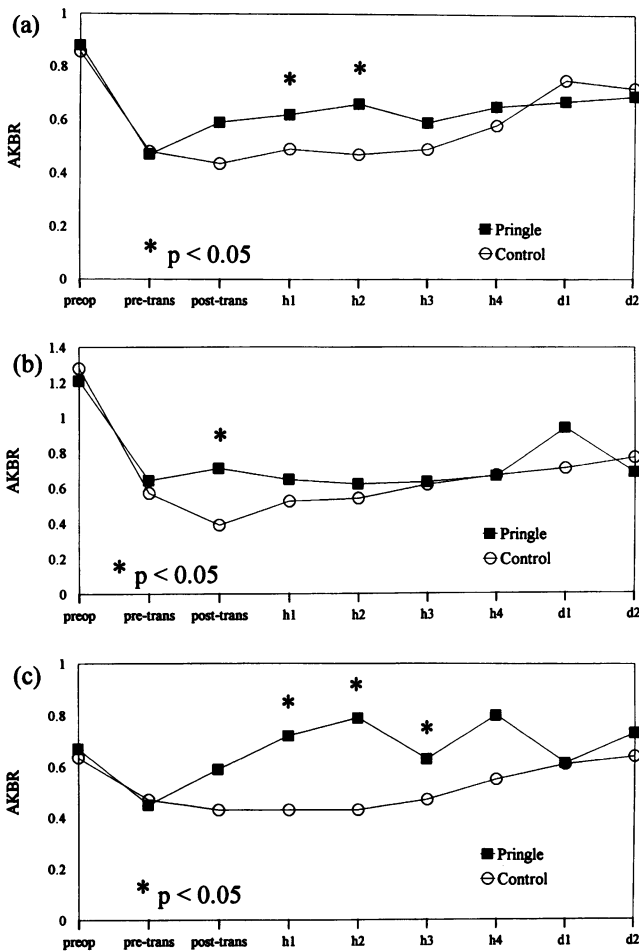 (a)
1
0.8
0.6
0.4
0.2
0
AKBR
* *
* p < 0.05
Pringle
Control
preop pre-trans post-trans h1 h2 h3 h4 d1 d2
(b)
1.4
1.2
1
0.8
0.6
0.4
0.2
0
AKBR
*
* p < 0.05
Pringle
Control
preop pre-trans post-trans h1 h2 h3 h4 d1 d2
(c)
1
0.8
0.6
0.4
0.2
0
AKBR
* * *
* p < 0.05
Pringle
Control
preop pre-trans post-trans h1 h2 h3 h4 d1 d2